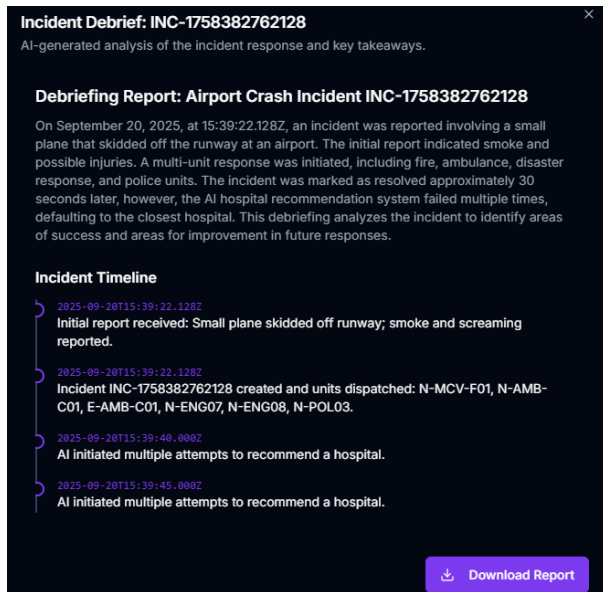 Incident Debrief: INC-1758382762128
AI-generated analysis of the incident response and key takeaways.
Debriefing Report: Airport Crash Incident INC-1758382762128
On September 20, 2025, at 15:39:22.128Z, an incident was reported involving a small
plane that skidded off the runway at an airport. The initial report indicated smoke and
possible injuries. A multi-unit response was initiated, including fire, ambulance, disaster
response, and police units. The incident was marked as resolved approximately 30
seconds later, however, the AI hospital recommendation system failed multiple times,
defaulting to the closest hospital. This debriefing analyzes the incident to identify areas
of success and areas for improvement in future responses.
Incident Timeline
2025-09-20T15:39:22.128Z
Initial report received: Small plane skidded off runway; smoke and screaming
reported.
2025-09-20T15:39:22.128Z
Incident INC-1758382762128 created and units dispatched: N-MCV-F01, N-AMB-
C01, E-AMB-C01, N-ENG07, N-ENG08, N-POL03.
2025-09-20T15:39:40.000Z
AI initiated multiple attempts to recommend a hospital.
2025-09-20T15:39:45.000Z
AI initiated multiple attempts to recommend a hospital.
Download Report